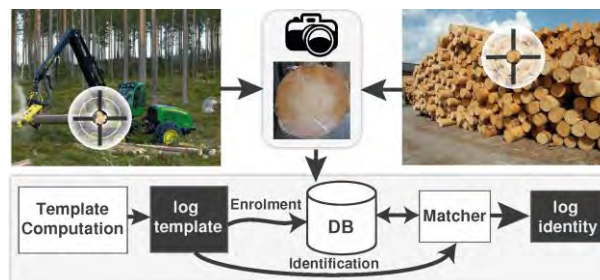 Template
Computation
log
template
Enrolment
DB
Matcher
log
identity
Identification